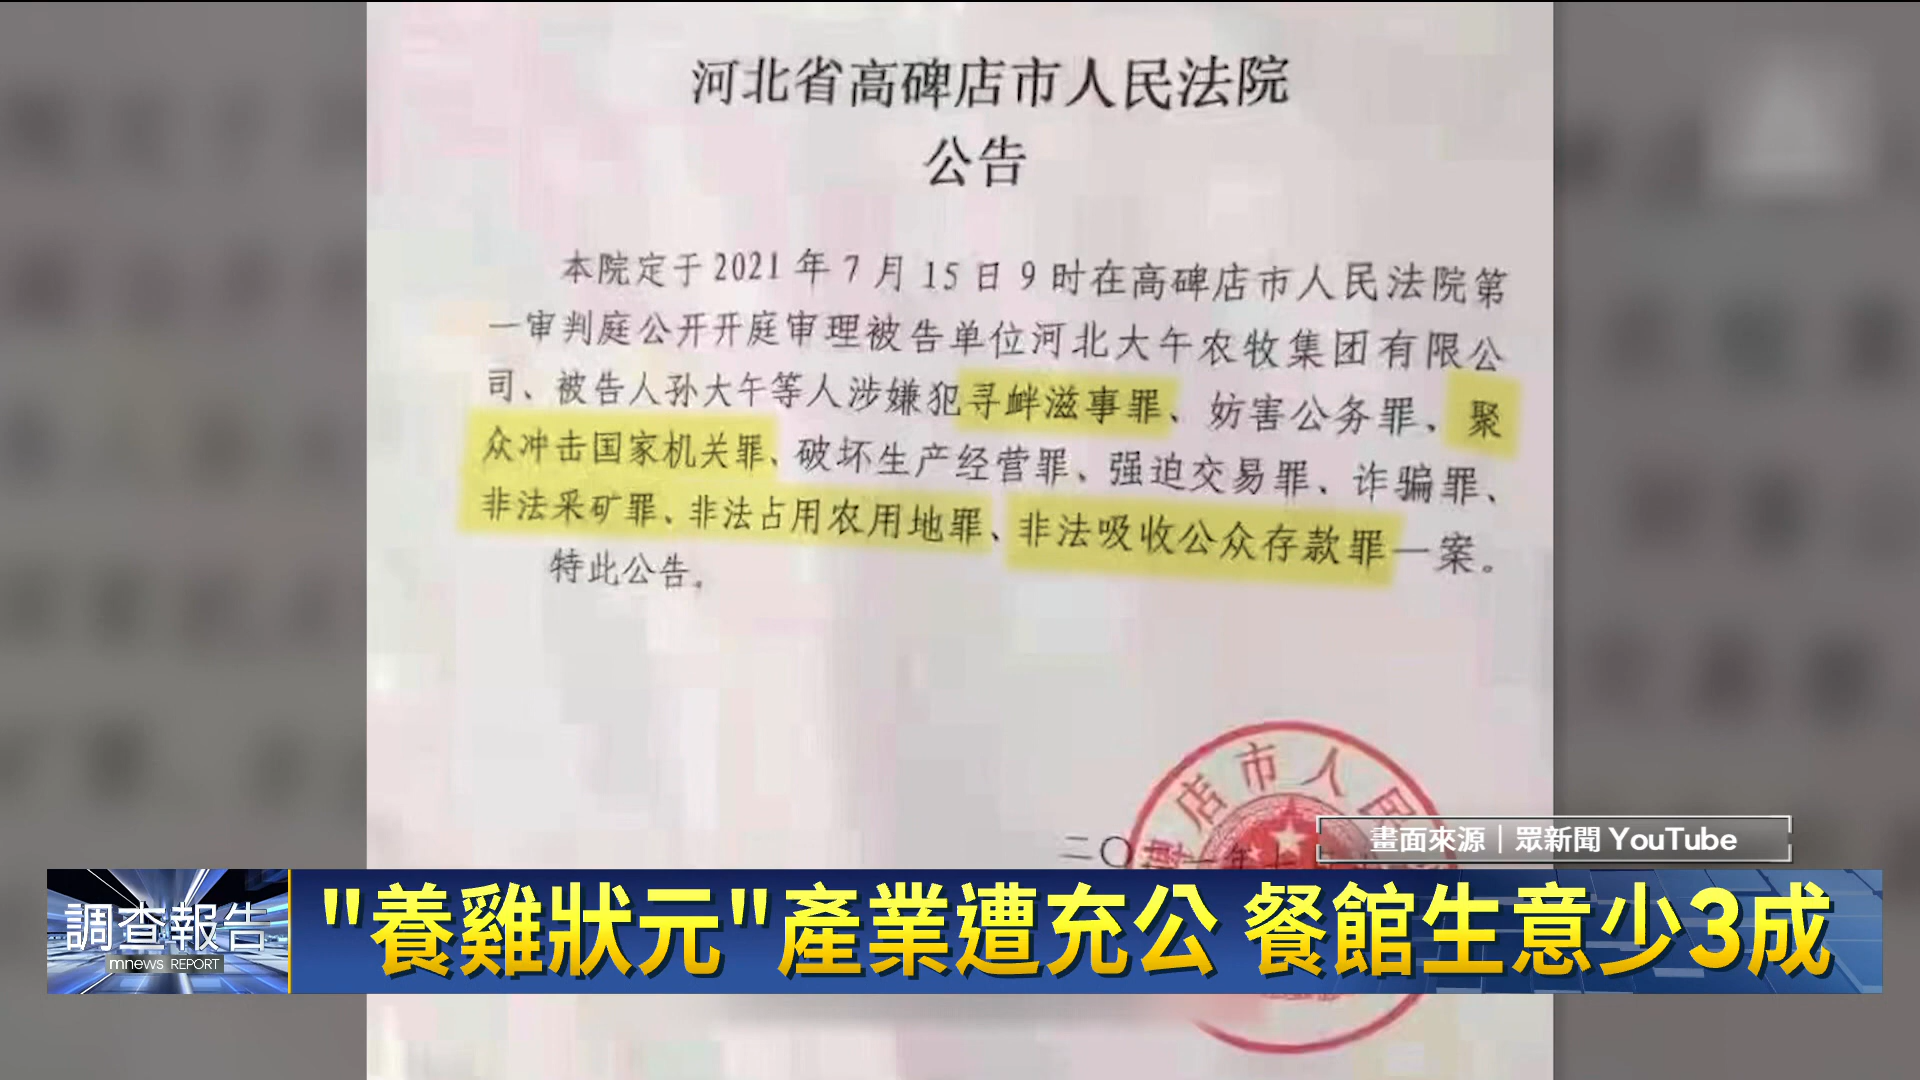 河北省高碑店市人民法院
公告
本院定于2021年7月15日9时在高碑店市人民法院第
一审判庭公开开庭审理被告单位河北大午农牧集团有限公
司、被告人孙大午等人涉嫌犯寻衅滋事罪、妨害公务罪、聚
众冲击国家机关罪、破坏生产经营罪、强迫交易罪、诈骗罪、
非法采矿罪、非法占用农用地罪、非法吸收公众存款罪一案。
特此公告。
店市人民
二〇 一年七
畫面來源｜眾新聞 YouTube
調查報告
mnews REPORT
"養雞狀元"產業遭充公 餐館生意少3成